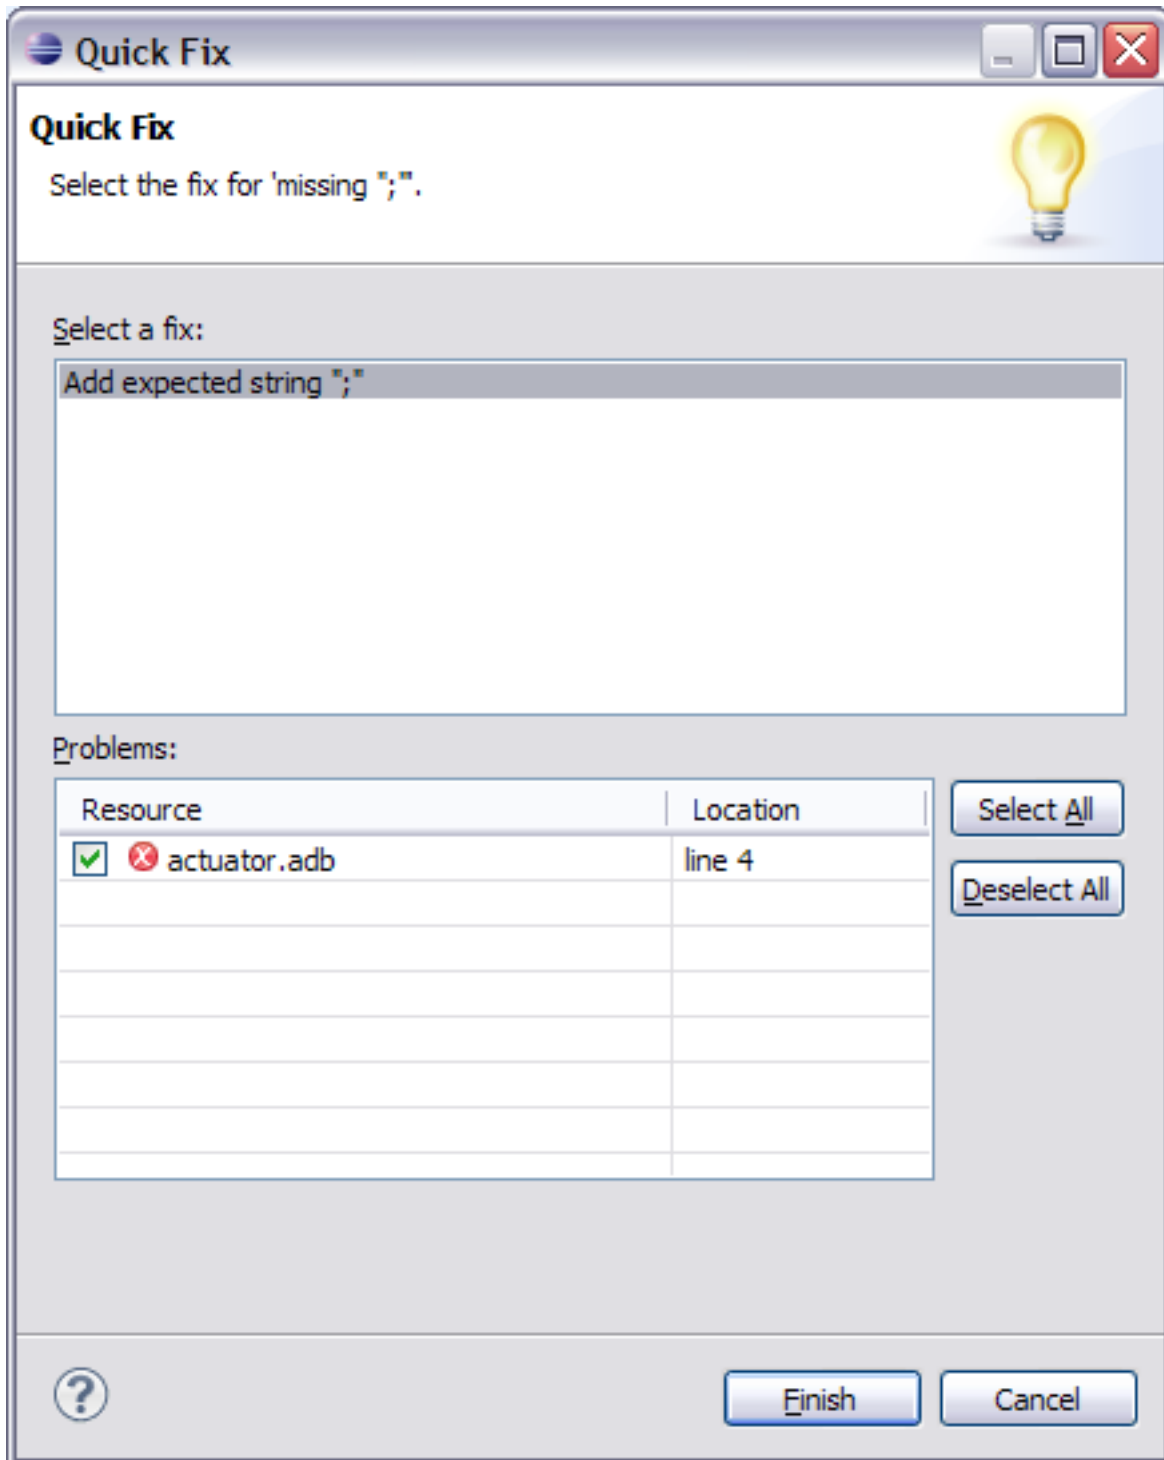 Quick Fix
Quick Fix
Select the fix for 'missing ";"'.
Select a fix:
Add expected string ";"
Problems:
Resource Location
actuator.adb line 4
Select All
Deselect All
?
Finish Cancel